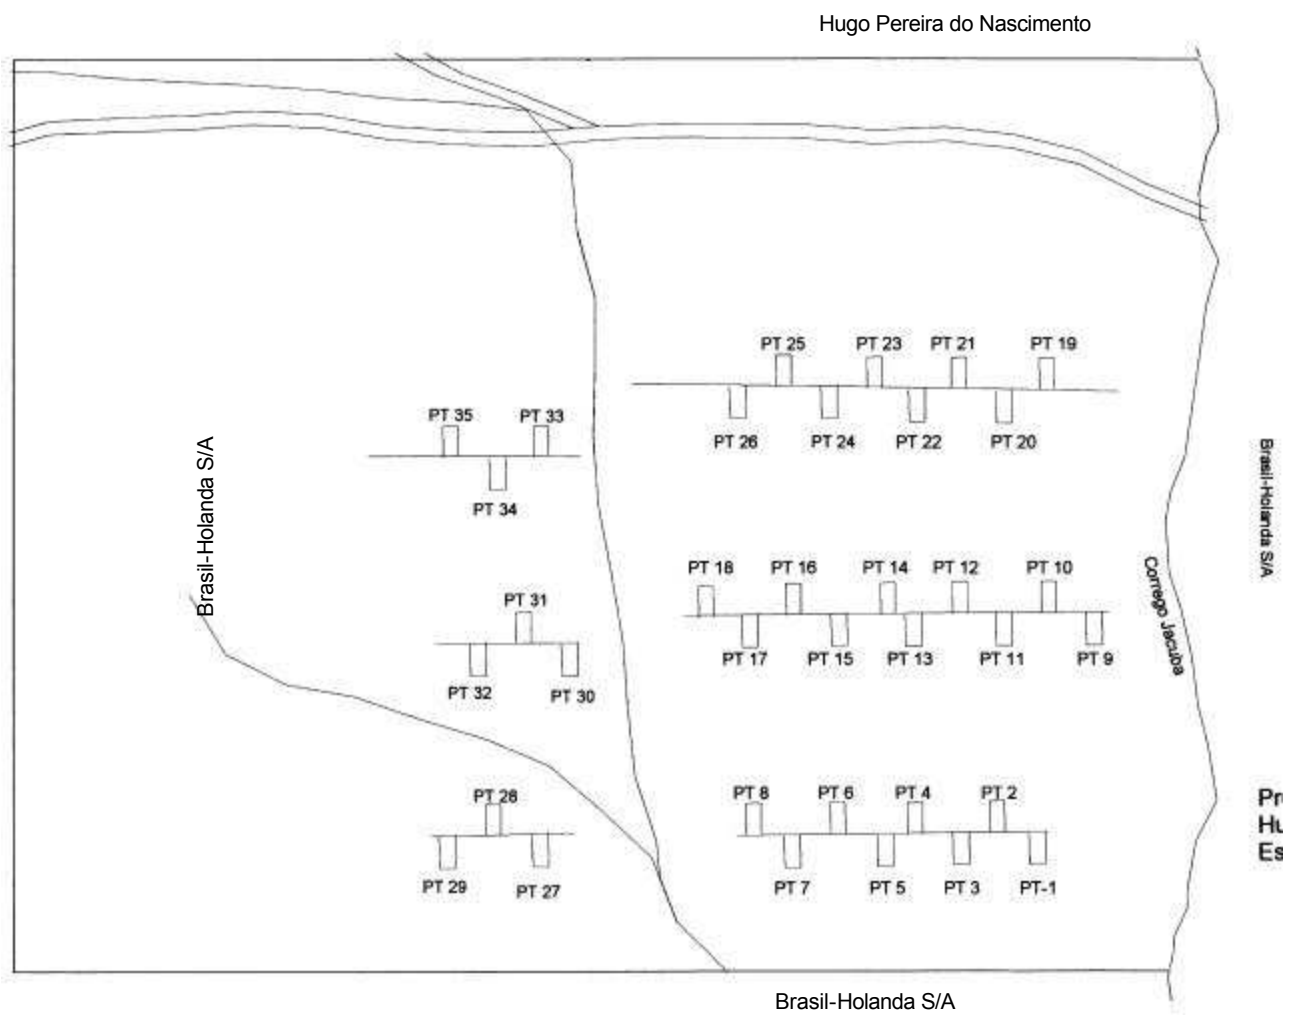 Hugo Pereira do Nascimento
PT 25
PT 23
PT 21
PT 19
PT 26
PT 24
PT 22
PT 20
PT 35
PT 33
PT 34
Brasil-Holanda S/A
Brasil-Holanda S/A
PT 18
PT 16
PT 14
PT 12
PT 10
PT 17
PT 15
PT 13
PT 11
PT 9
Corrego Jacuba
PT 31
PT 32
PT 30
PT 8
PT 6
PT 4
PT 2
PT 7
PT 5
PT 3
PT-1
PT 28
PT 29
PT 27
Pr
Hu
Es
Brasil-Holanda S/A